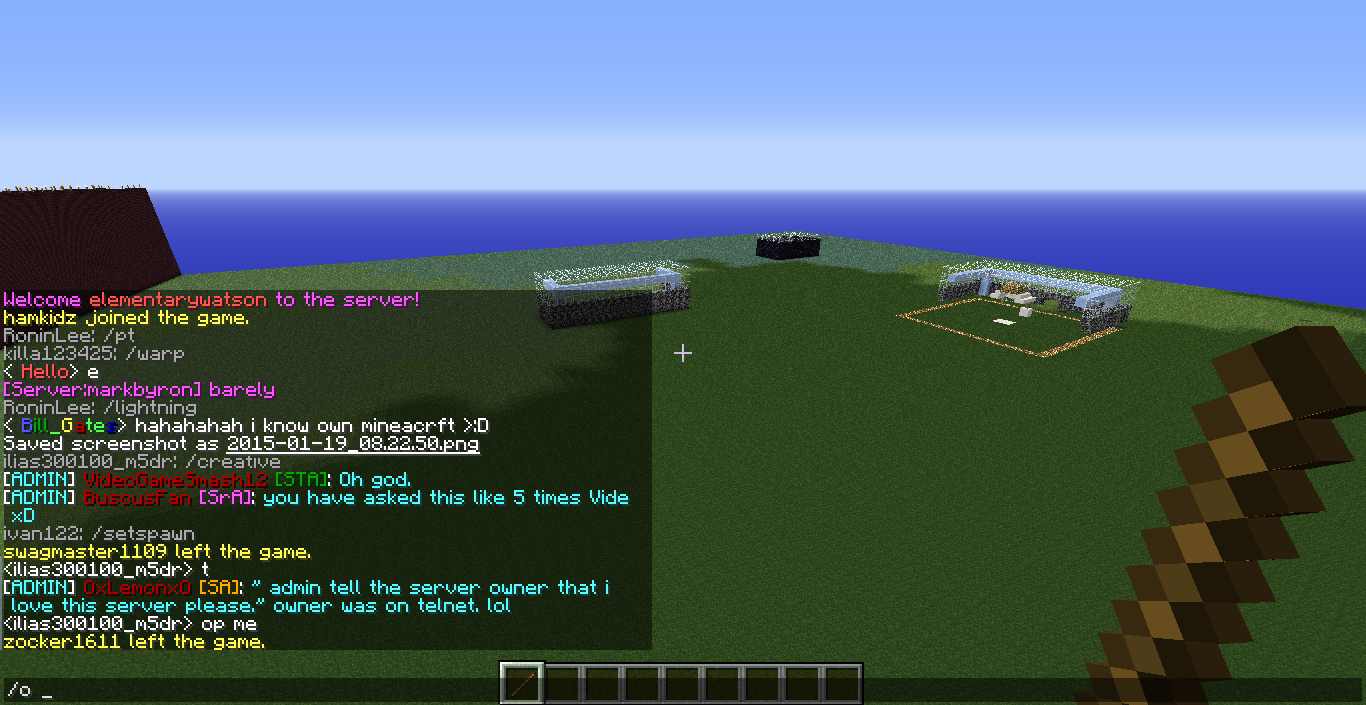 Welcome elementarywatson to the server!
hamkidz joined the game.
RoninLee: /pt
killa123425: /warp
< Hello> e
[Server:markbyron] barely
RoninLee: /lightning
< Bill_Gates> hahahahah i know own mineacrft >:D
Saved screenshot as 2015-01-19_08.22.50.png
ilias300100_m5dr: /creative
[ADMIN] VideoGameSmash12 [STA]: Oh god.
[ADMIN] BuscusFan [SrA]: you have asked this like 5 times Vide
xD
ivan122: /setspawn
swagmaster1109 left the game.
<ilias300100_m5dr> t
[ADMIN] 0xLemonx0 [SA]: " admin tell the server owner that i
love this server please." owner was on telnet. lol
<ilias300100_m5dr> op me
zocker1611 left the game.
/o _